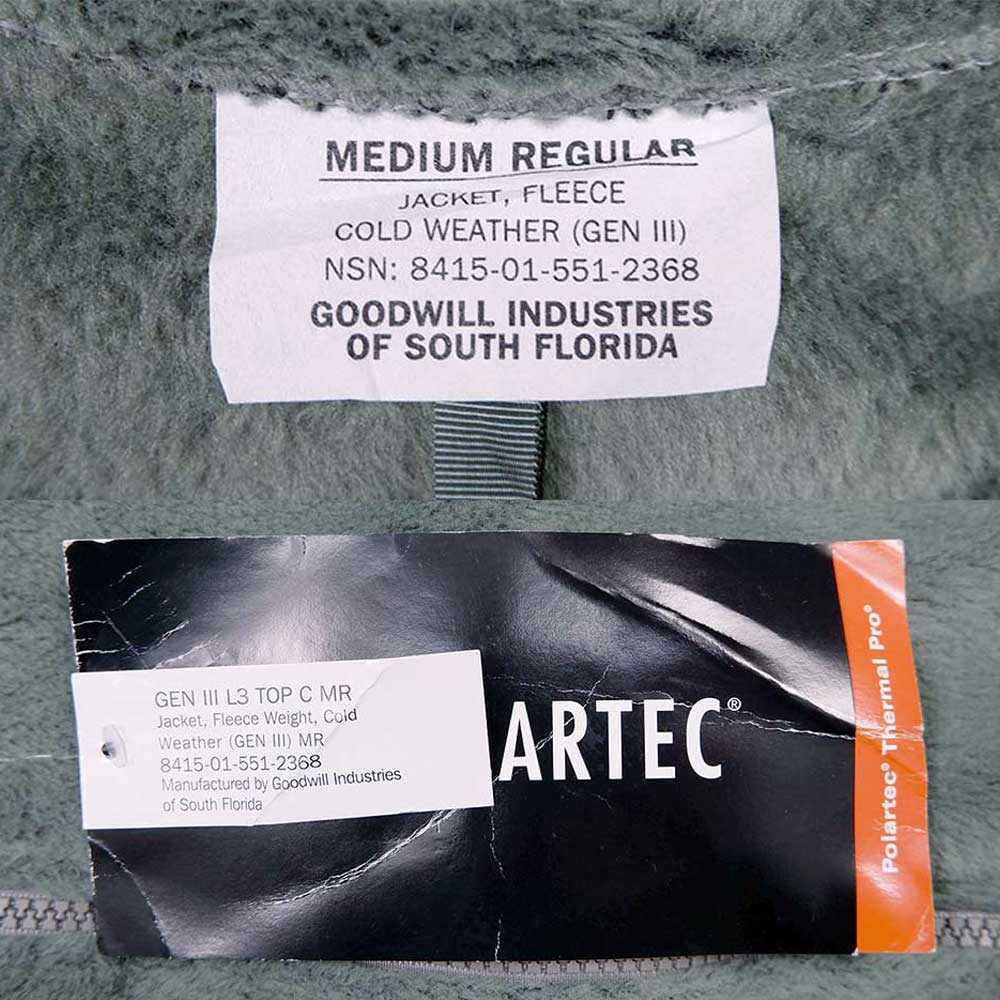 MEDIUM REGULAR
JACKET, FLEECE
COLD WEATHER (GEN III)
NSN: 8415-01-551-2368
GOODWILL INDUSTRIES
OF SOUTH FLORIDA
GEN III L3 TOP C MR
Jacket, Fleece Weight, Cold
Weather (GEN III) MR
8415-01-551-2368
Manufactured by Goodwill Industries
of South Florida
ARTEC®
Polartec® Thermal Pro®